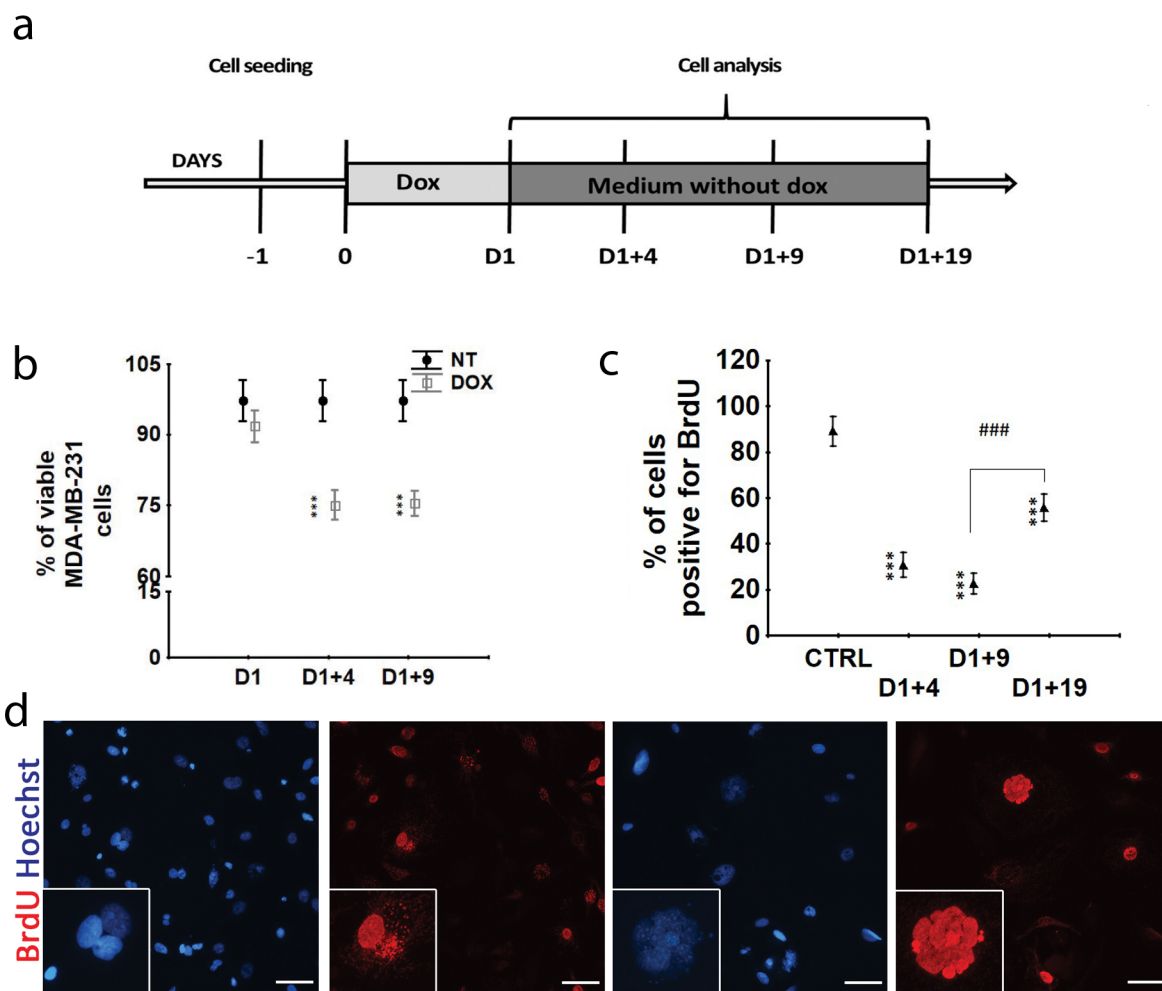 a
Cell seeding
Cell analysis
DAYS
Dox
Medium without dox
-1
0
D1
D1+4
D1+9
D1+19
b
% of viable
MDA-MB-231
cells
105
90
75
60
15
0
NT
DOX
***
***
D1
D1+4
D1+9
c
% of cells
positive for BrdU
120
100
80
60
40
20
0
###
***
***
***
CTRL
D1+4
D1+9
D1+19
d
BrdU Hoechst